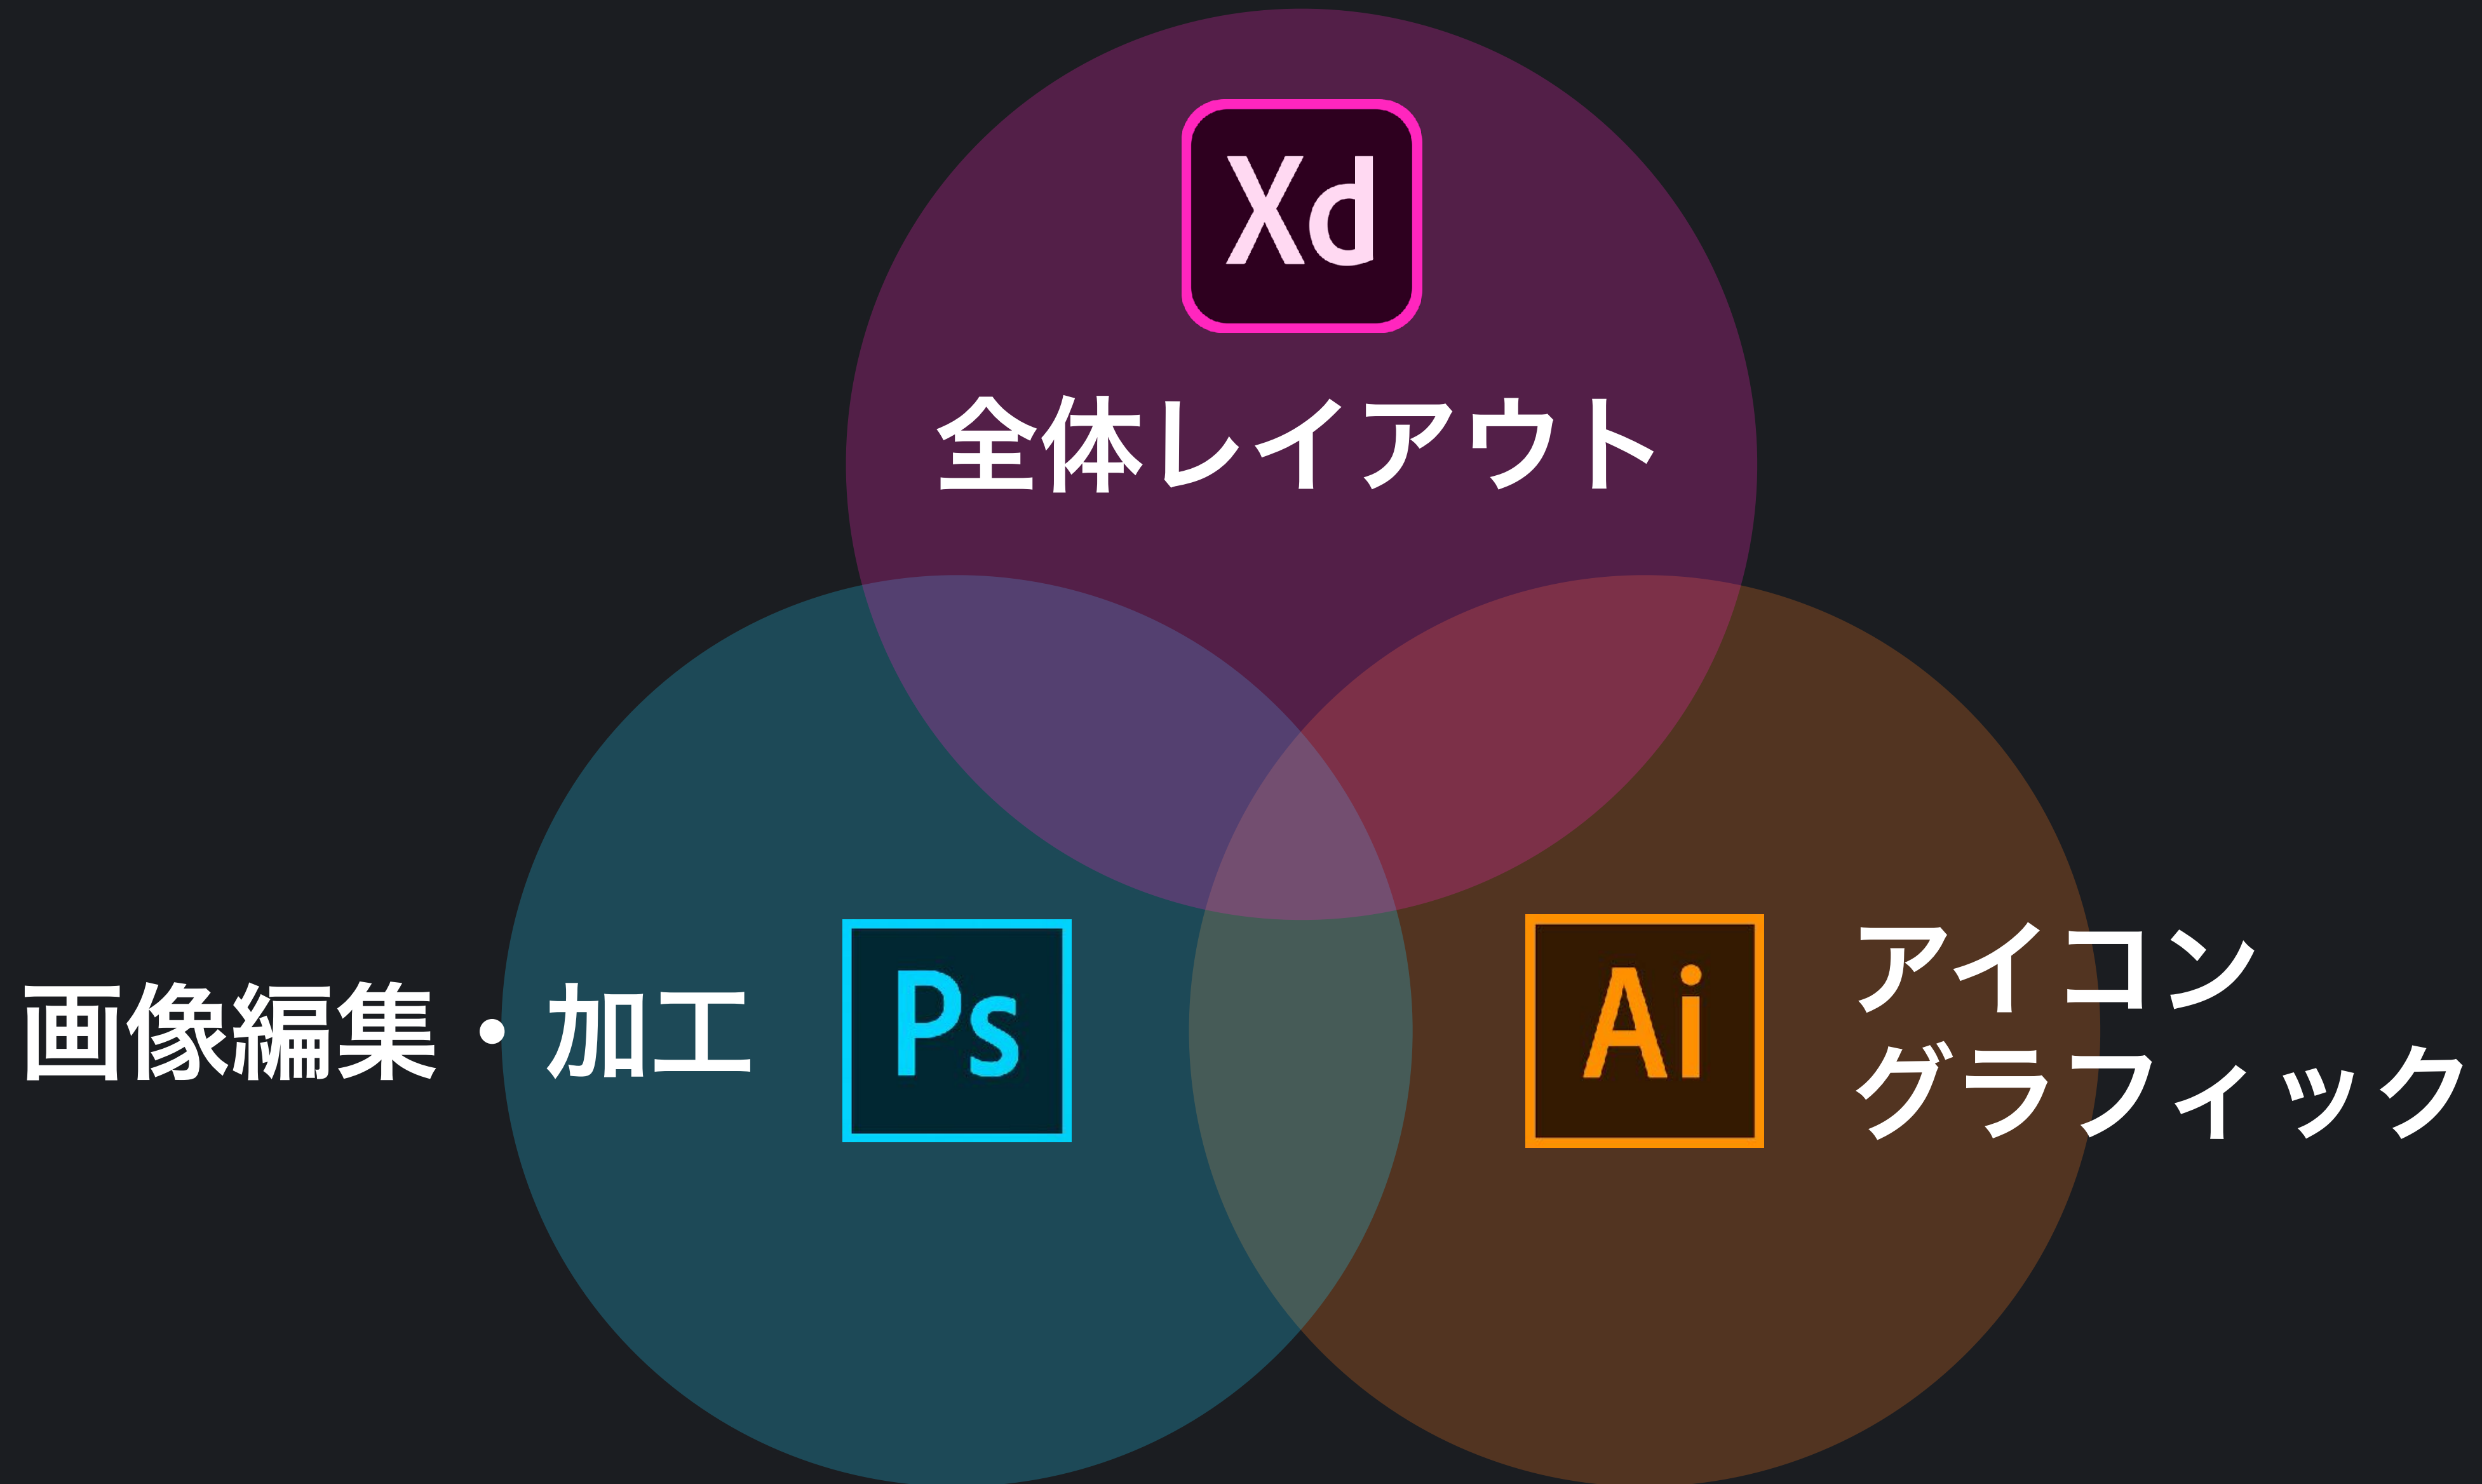 Xd
全体レイアウト
画像編集・加工
Ps
Ai
アイコン
グラフィック